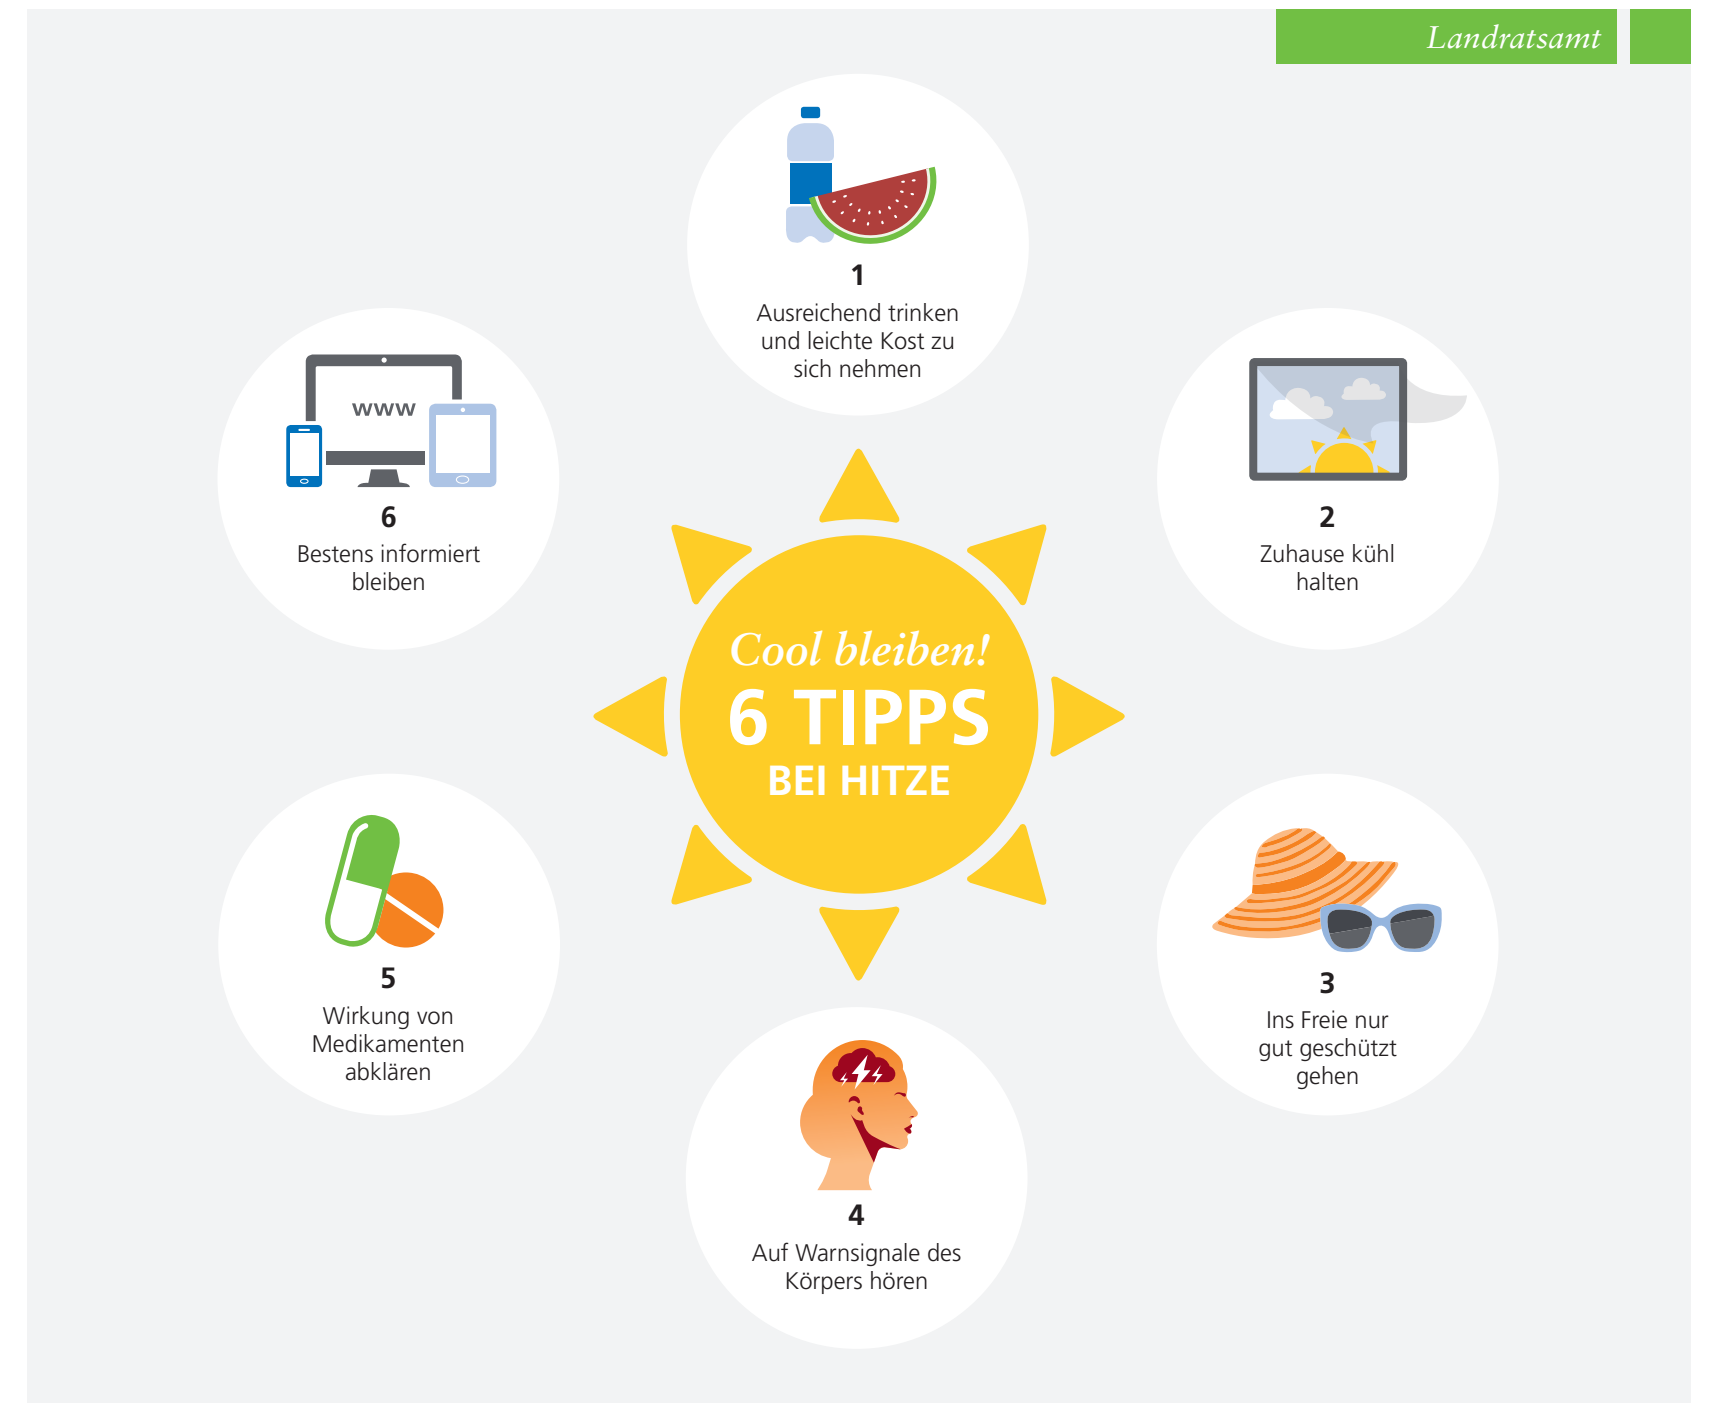 Landratsamt
Cool bleiben!
6 TIPPS
BEI HITZE
1
Ausreichend trinken
und leichte Kost zu
sich nehmen
2
Zuhause kühl
halten
3
Ins Freie nur
gut geschützt
gehen
4
Auf Warnsignale des
Körpers hören
5
Wirkung von
Medikamenten
abklären
www
6
Bestens informiert
bleiben